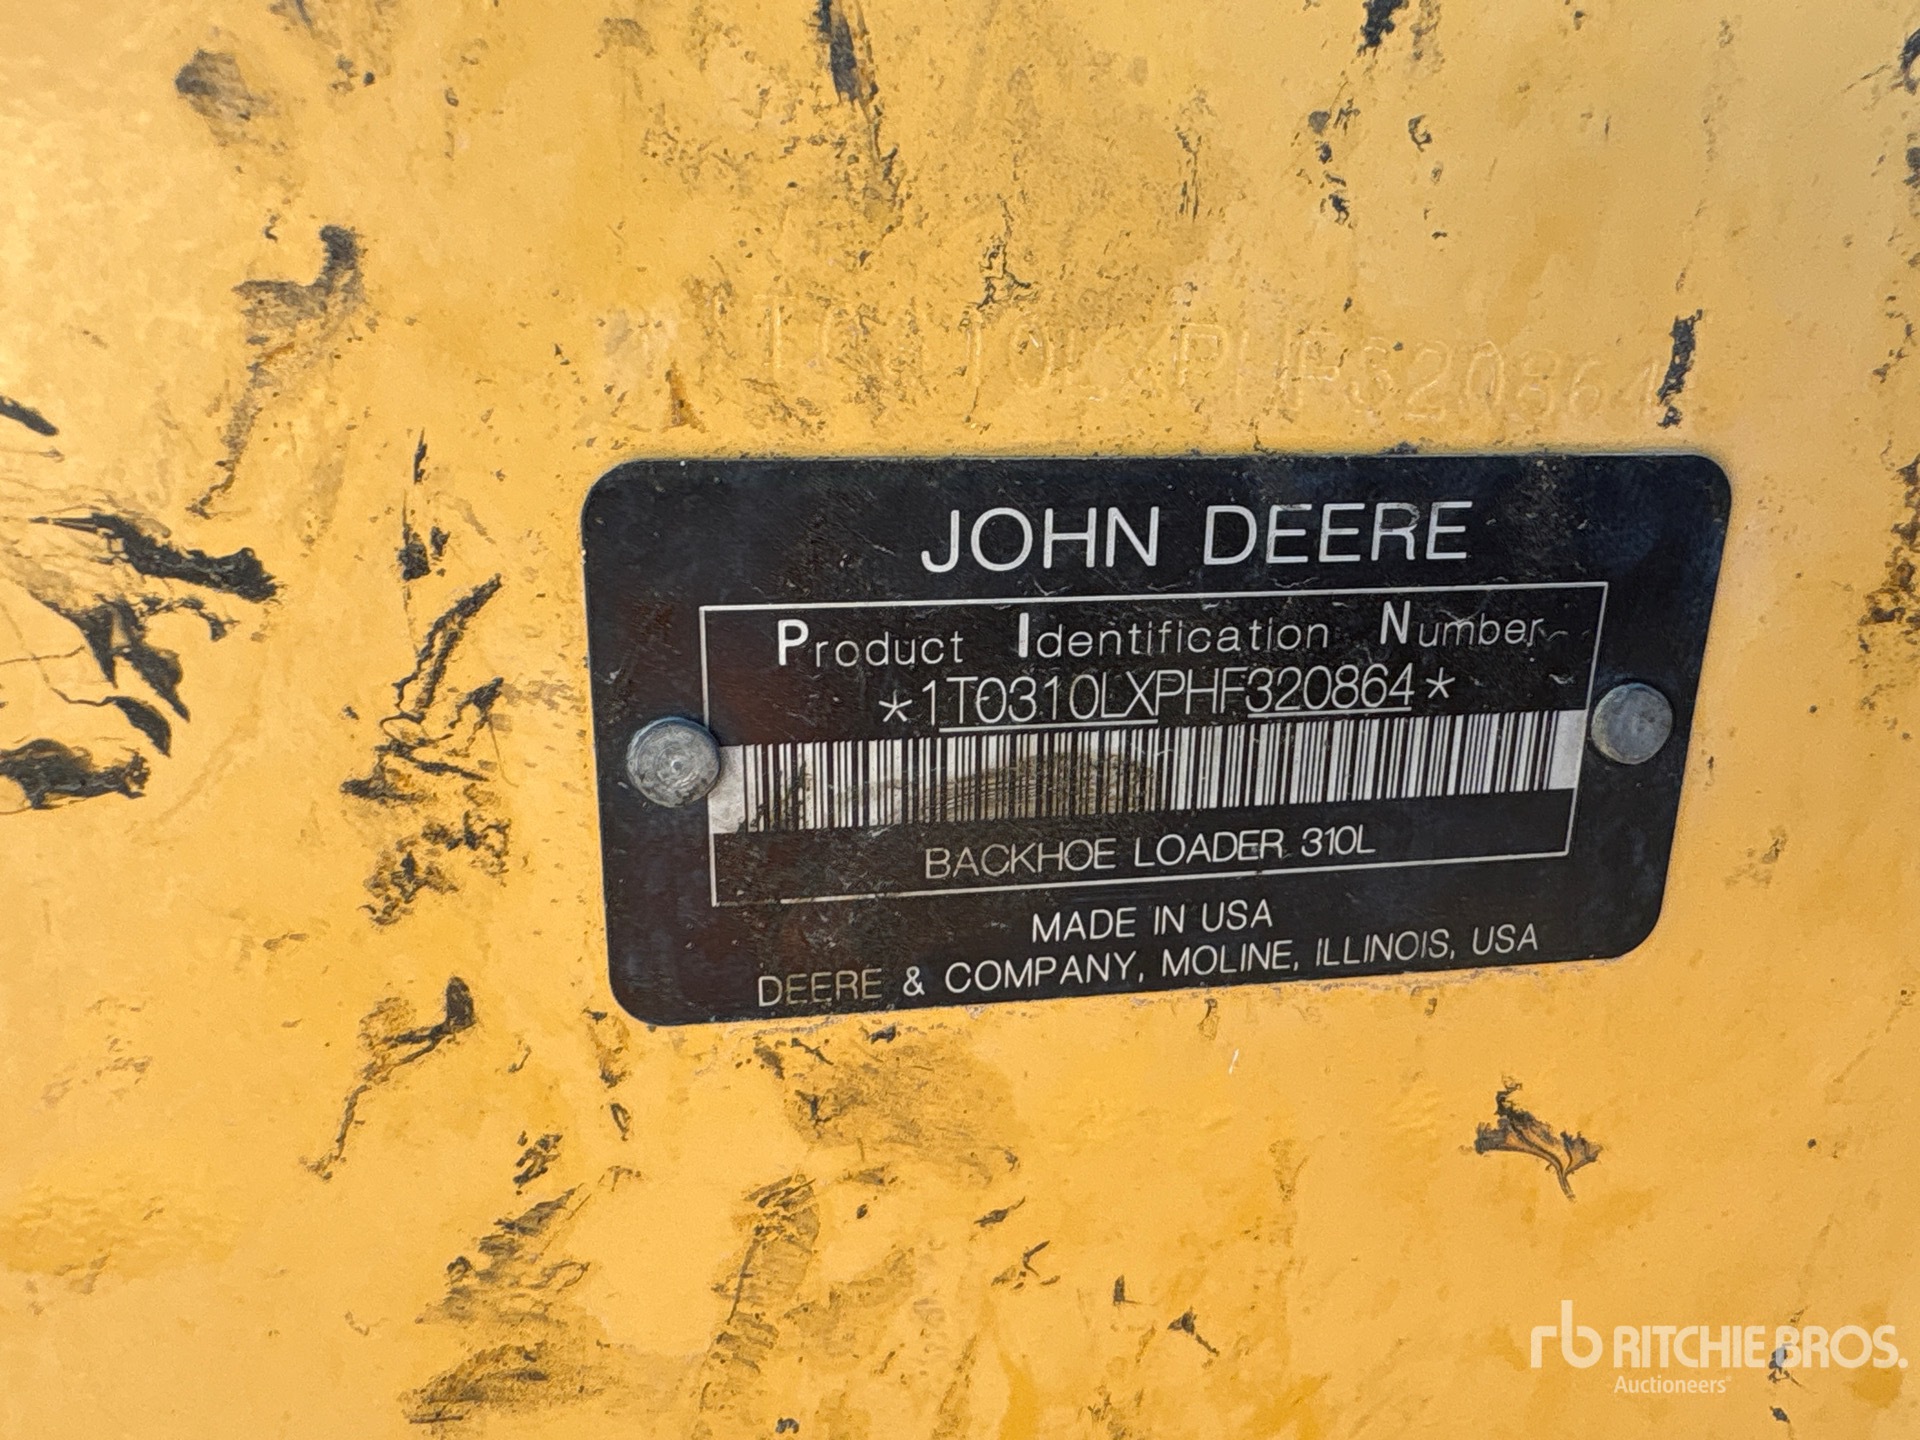 JOHN DEERE
Product Identification Number
*1T0310LXPHF320864*
BACKHOE LOADER 310L
MADE IN USA
DEERE & COMPANY, MOLINE, ILLINOIS, USA
rb RITCHIE BROS.
Auctioneers